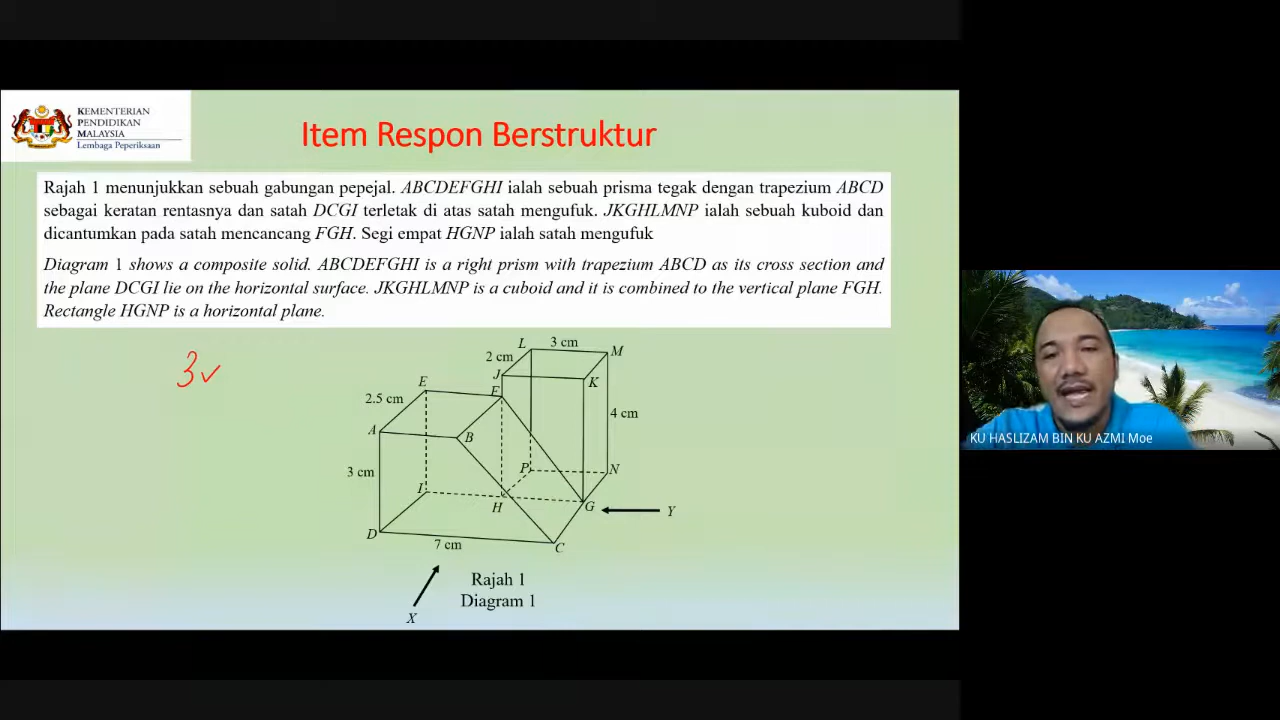 KEMENTERIAN
PENDIDIKAN
MALAYSIA
Lembaga Peperiksaan
Item Respon Berstruktur
Rajah 1 menunjukkan sebuah gabungan pepejal. ABCDEFGHI ialah sebuah prisma tegak dengan trapezium ABCD
sebagai keratan rentasnya dan satah DCGI terletak di atas satah mengufuk. JKGHLMNP ialah sebuah kuboid dan
dicantumkan pada satah mencancang FGH. Segi empat HGNP ialah satah mengufuk
Diagram 1 shows a composite solid. ABCDEFGHI is a right prism with trapezium ABCD as its cross section and
the plane DCGI lie on the horizontal surface. JKGHLMNP is a cuboid and it is combined to the vertical plane FGH.
Rectangle HGNP is a horizontal plane.
3✓
L 3 cm M
2 cm
J K
E F
2.5 cm
4 cm
A B
P N
3 cm
I H G Y
D 7 cm C
Rajah 1
Diagram 1
X
KU HASLIZAM BIN KU AZMI Moe